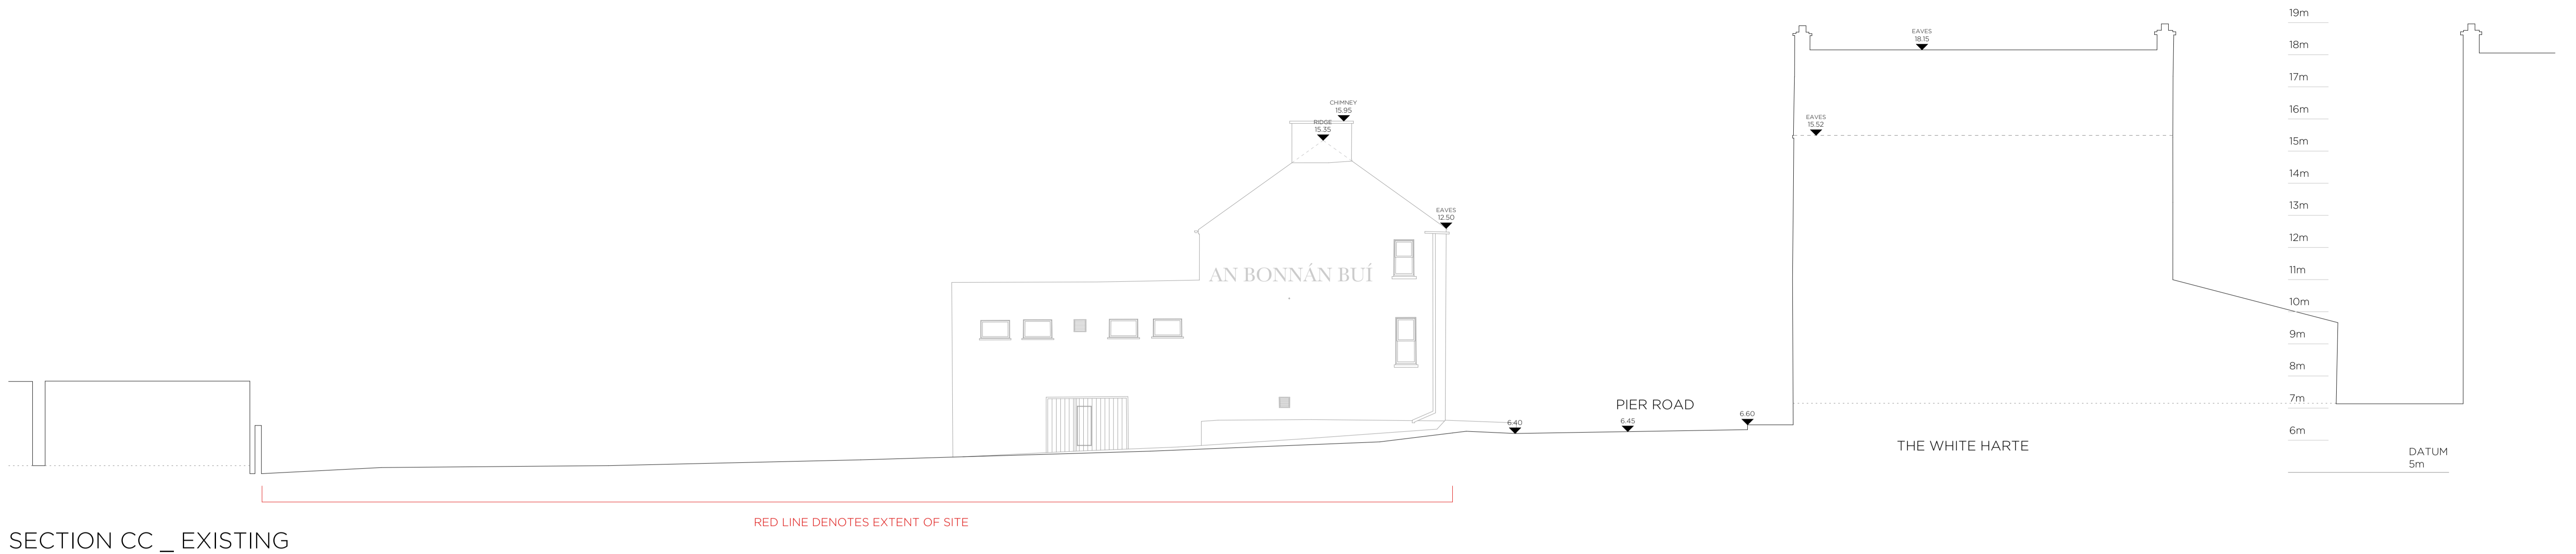 19m
EAVES
18.15
18m
17m
CHIMNEY
15.95
16m
RIDGE
15.35
EAVES
15.52
15m
14m
EAVES
12.50
13m
12m
AN BONNÁN BUÍ
11m
10m
9m
8m
PIER ROAD
7m
6.40
6.45
6.60
6m
THE WHITE HARTE
DATUM
5m
RED LINE DENOTES EXTENT OF SITE
SECTION CC _ EXISTING